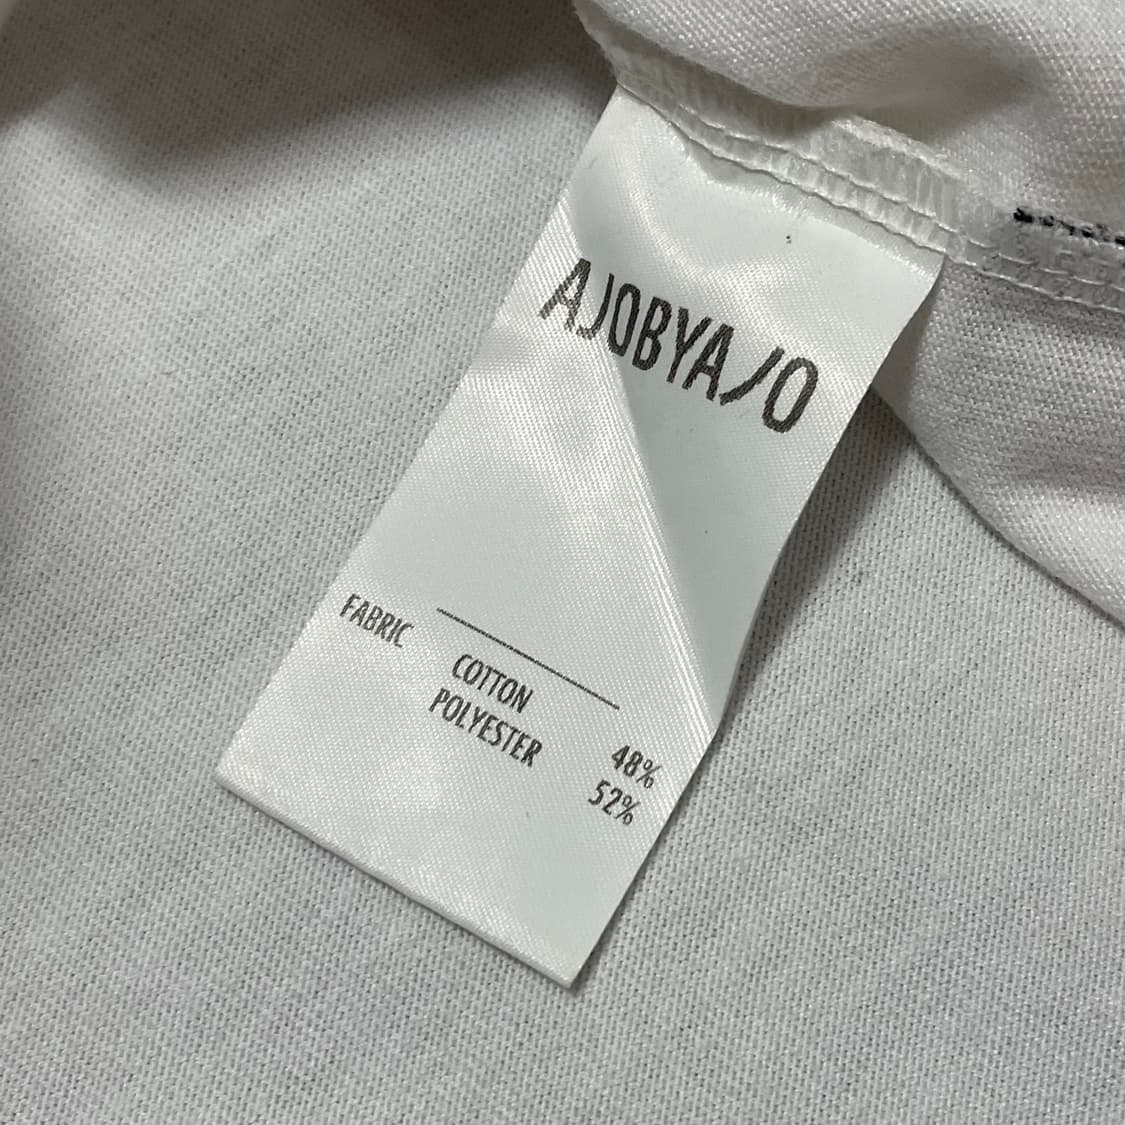 AJOBYAJO
FABRIC
COTTON 48%
POLYESTER 52%